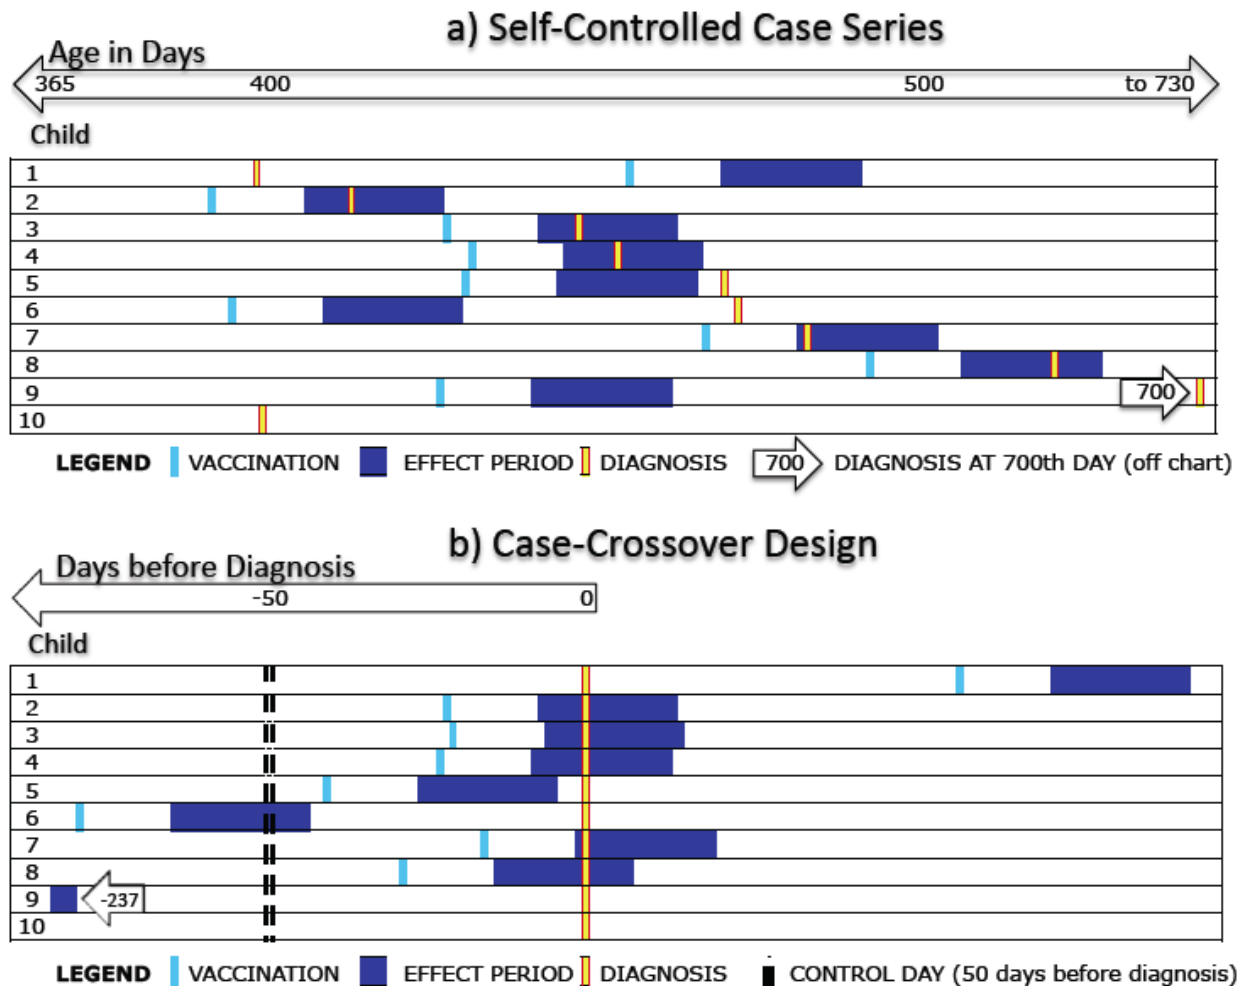 a) Self-Controlled Case Series
Age in Days
365 400 500 to 730
Child
1
2
3
4
5
6
7
8
9 700
10
LEGEND VACCINATION EFFECT PERIOD DIAGNOSIS 700 DIAGNOSIS AT 700th DAY (off chart)
b) Case-Crossover Design
Days before Diagnosis
-50 0
Child
1
2
3
4
5
6
7
8
9 -237
10
LEGEND VACCINATION EFFECT PERIOD DIAGNOSIS CONTROL DAY (50 days before diagnosis)